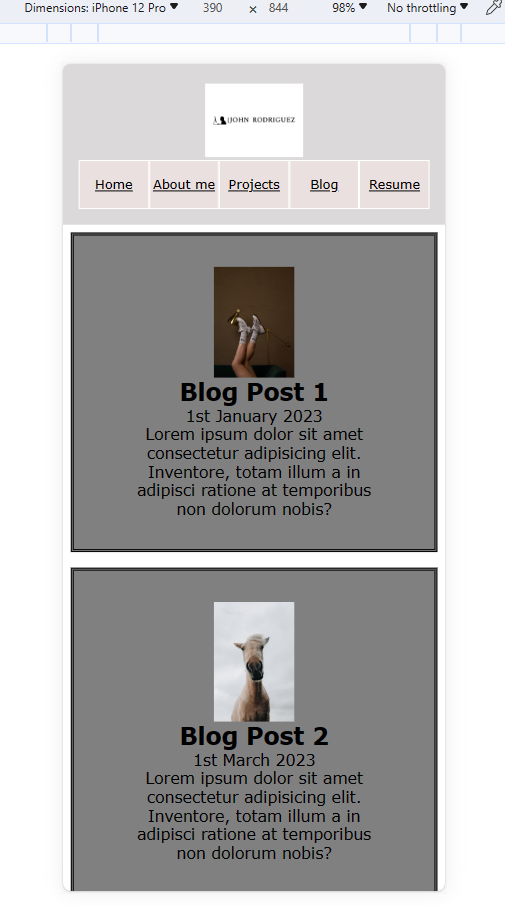 Dimensions: iPhone 12 Pro ▼ 390 × 844 98% ▼ No throttling ▼
JOHN RODRIGUEZ
Home About me Projects Blog Resume
Blog Post 1
1st January 2023
Lorem ipsum dolor sit amet
consectetur adipisicing elit.
Inventore, totam illum a in
adipisci ratione at temporibus
non dolorum nobis?
Blog Post 2
1st March 2023
Lorem ipsum dolor sit amet
consectetur adipisicing elit.
Inventore, totam illum a in
adipisci ratione at temporibus
non dolorum nobis?